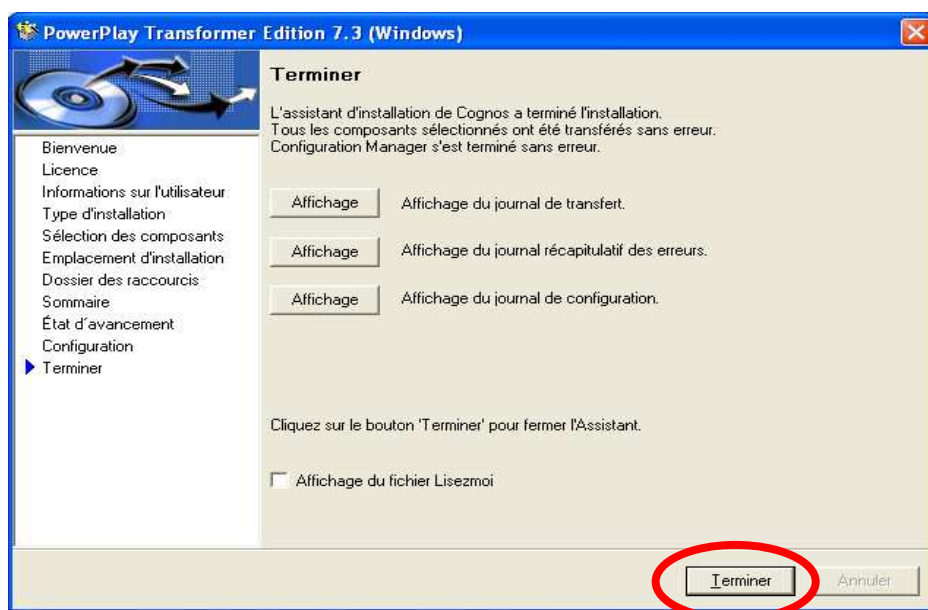 PowerPlay Transformer Edition 7.3 (Windows)
Terminer
L'assistant d'installation de Cognos a terminé l'installation.
Tous les composants sélectionnés ont été transférés sans erreur.
Configuration Manager s'est terminé sans erreur.
Bienvenue
Licence
Informations sur l'utilisateur
Type d'installation
Sélection des composants
Emplacement d'installation
Dossier des raccourcis
Sommaire
État d´avancement
Configuration
Terminer
Affichage Affichage du journal de transfert.
Affichage Affichage du journal récapitulatif des erreurs.
Affichage Affichage du journal de configuration.
Cliquez sur le bouton 'Terminer' pour fermer l'Assistant.
Affichage du fichier Lisezmoi
Terminer Annuler